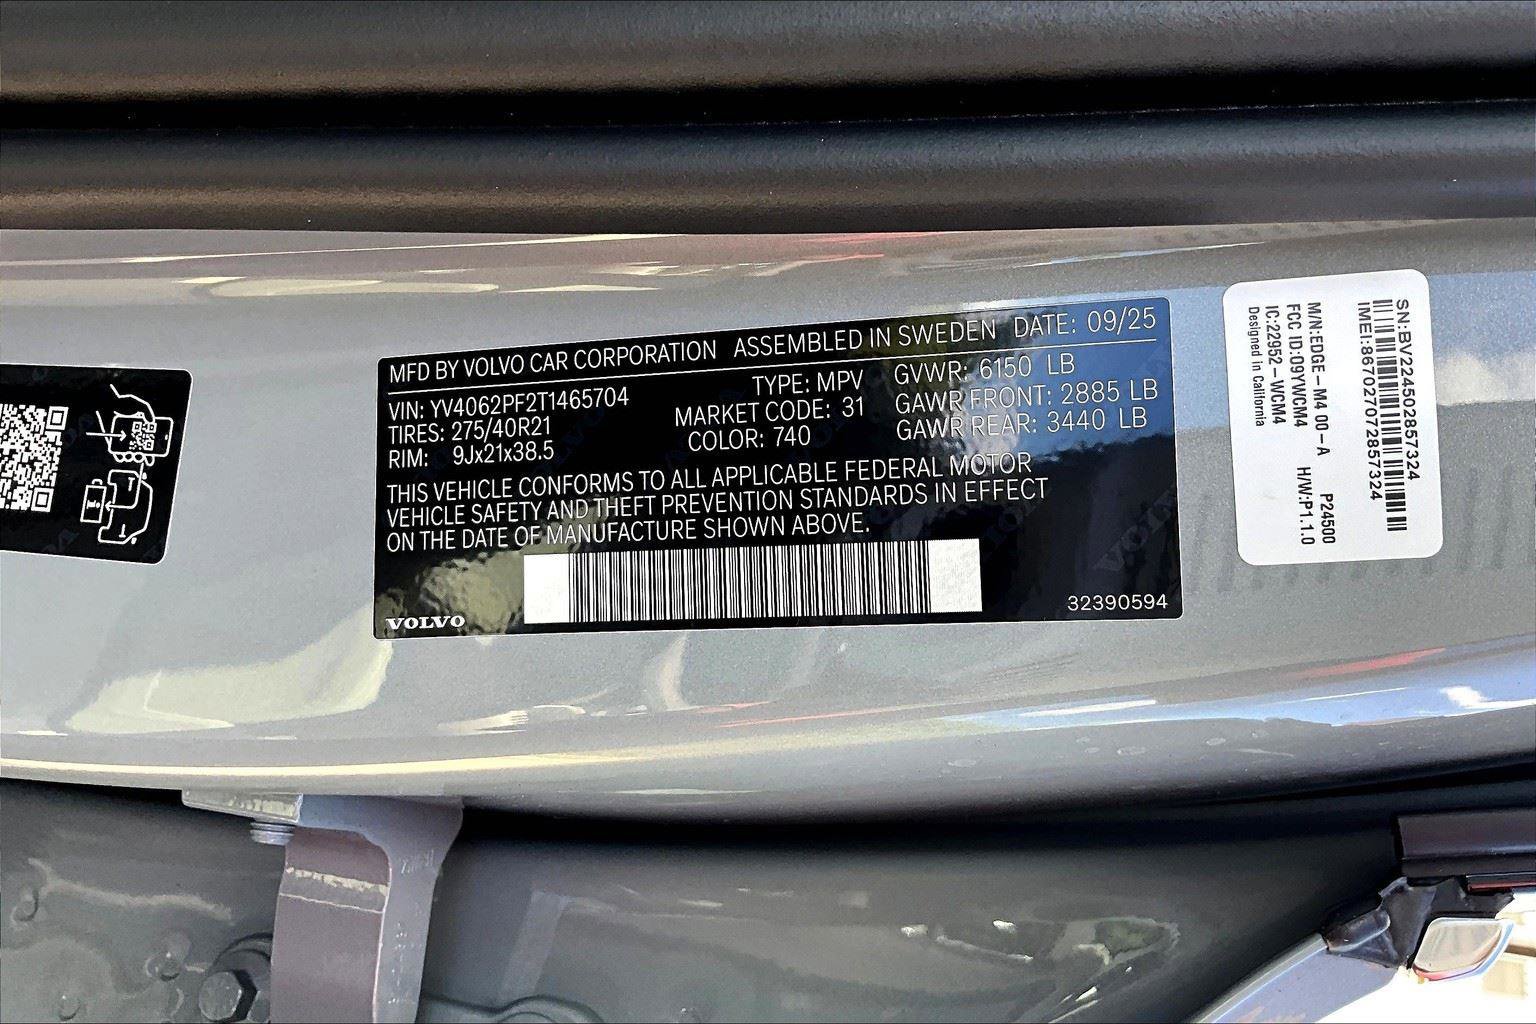 MFD BY VOLVO CAR CORPORATION ASSEMBLED IN SWEDEN DATE: 09/25
VIN: YV4062PF2T1465704 TYPE: MPV GVWR: 6150 LB
TIRES: 275/40R21 MARKET CODE: 31 GAWR FRONT: 2885 LB
RIM: 9Jx21x38.5 COLOR: 740 GAWR REAR: 3440 LB
THIS VEHICLE CONFORMS TO ALL APPLICABLE FEDERAL MOTOR
VEHICLE SAFETY AND THEFT PREVENTION STANDARDS IN EFFECT
ON THE DATE OF MANUFACTURE SHOWN ABOVE.
VOLVO
32390594
SN:BV224502857324
IMEI:867027072857324
M/N:EDGE-M4 00-A P24500
FCC ID:O9YWCM4 H/W:P1.1.0
IC:22952-WCM4
Designed in California